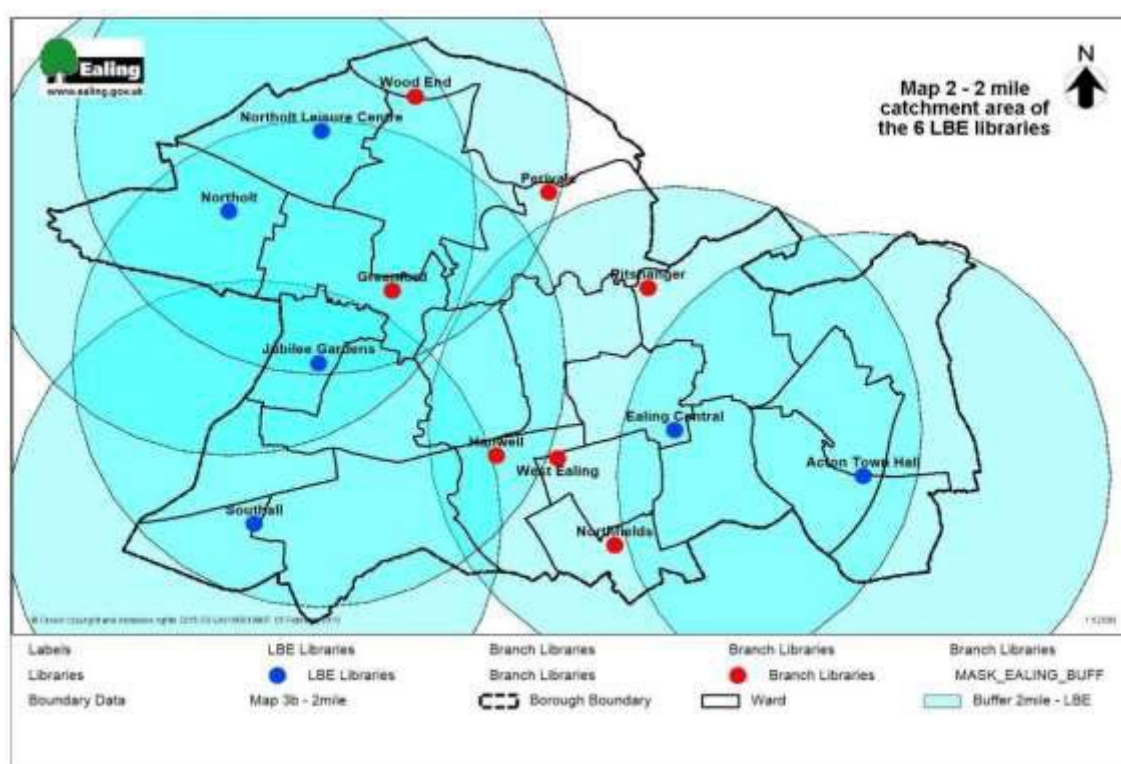 Ealing
www.ealing.gov.uk
N
Map 2 - 2 mile
catchment area of
the 6 LBE libraries
Wood End
Northolt Leisure Centre
Perivale
Northolt
Greenford
Pitshanger
Jubilee Gardens
Ealing Central
Hanwell
West Ealing
Acton Town Hall
Southall
Northfields
Labels LBE Libraries Branch Libraries Branch Libraries Branch Libraries
Libraries LBE Libraries Branch Libraries Branch Libraries MASK_EALING_BUFF
Boundary Data Map 3b - 2mile Borough Boundary Ward Buffer 2mile - LBE